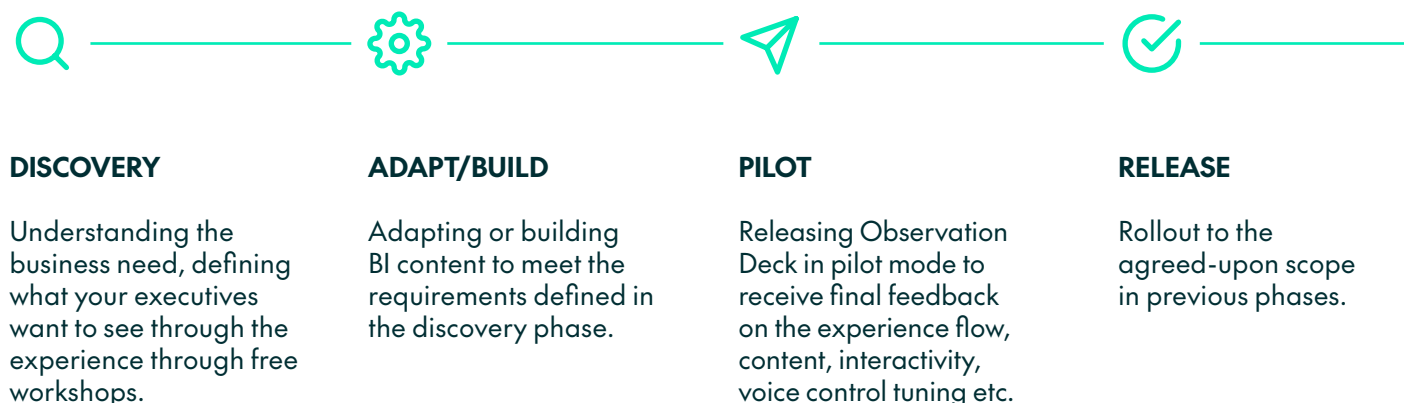 DISCOVERY
Understanding the
business need, defining
what your executives
want to see through the
experience through free
workshops.
ADAPT/BUILD
Adapting or building
BI content to meet the
requirements defined in
the discovery phase.
PILOT
Releasing Observation
Deck in pilot mode to
receive final feedback
on the experience flow,
content, interactivity,
voice control tuning etc.
RELEASE
Rollout to the
agreed-upon scope
in previous phases.